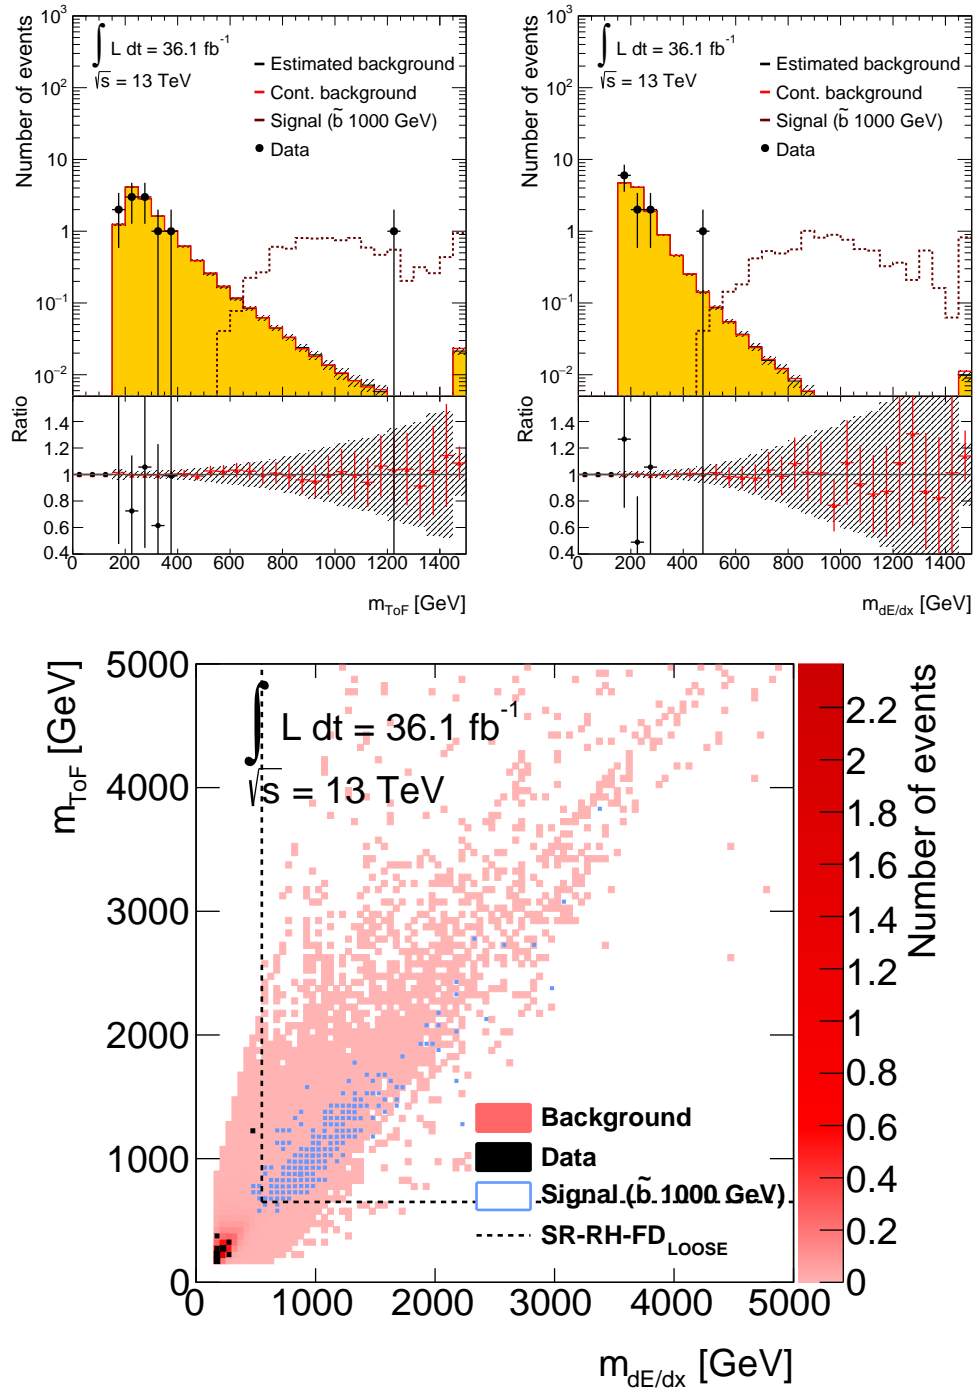 Number of events
∫ L dt = 36.1 fb⁻¹
√s = 13 TeV
Estimated background
Cont. background
Signal (b̃ 1000 GeV)
Data
10³
10²
10
1
10⁻¹
10⁻²
Ratio
1.4
1.2
1
0.8
0.6
0.4
0 200 400 600 800 1000 1200 1400
m_ToF [GeV]
Number of events
∫ L dt = 36.1 fb⁻¹
√s = 13 TeV
Estimated background
Cont. background
Signal (b̃ 1000 GeV)
Data
10³
10²
10
1
10⁻¹
10⁻²
Ratio
1.4
1.2
1
0.8
0.6
0.4
0 200 400 600 800 1000 1200 1400
m_dE/dx [GeV]
m_ToF [GeV]
5000
4000
3000
2000
1000
0
∫ L dt = 36.1 fb⁻¹
√s = 13 TeV
Background
Data
Signal (b̃ 1000 GeV)
SR-RH-FD_LOOSE
0 1000 2000 3000 4000 5000
m_dE/dx [GeV]
2.2
2
1.8
1.6
1.4
1.2
1
0.8
0.6
0.4
0.2
0
Number of events